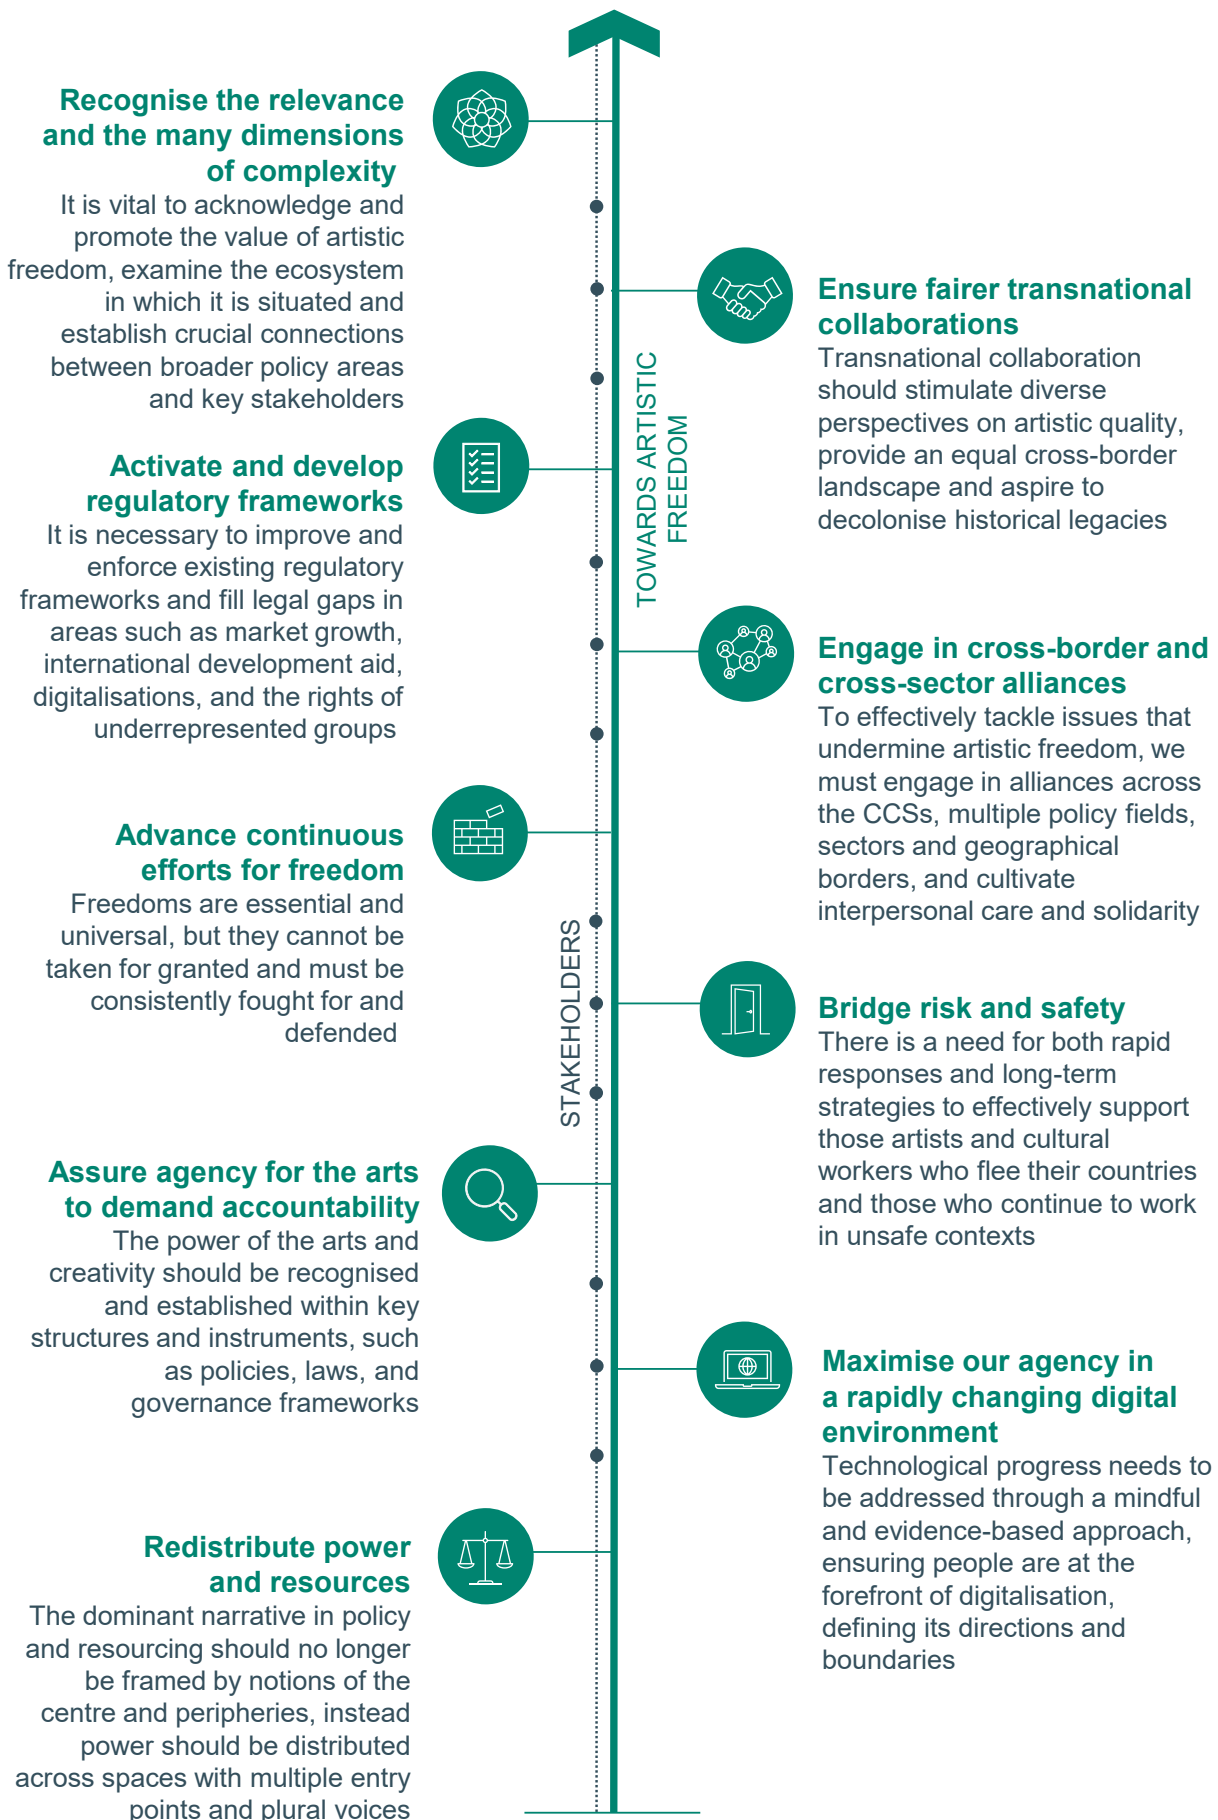 Recognise the relevance
and the many dimensions
of complexity
It is vital to acknowledge and
promote the value of artistic
freedom, examine the ecosystem
in which it is situated and
establish crucial connections
between broader policy areas
and key stakeholders
Activate and develop
regulatory frameworks
It is necessary to improve and
enforce existing regulatory
frameworks and fill legal gaps in
areas such as market growth,
international development aid,
digitalisations, and the rights of
underrepresented groups
Advance continuous
efforts for freedom
Freedoms are essential and
universal, but they cannot be
taken for granted and must be
consistently fought for and
defended
Assure agency for the arts
to demand accountability
The power of the arts and
creativity should be recognised
and established within key
structures and instruments, such
as policies, laws, and
governance frameworks
Redistribute power
and resources
The dominant narrative in policy
and resourcing should no longer
be framed by notions of the
centre and peripheries, instead
power should be distributed
across spaces with multiple entry
points and plural voices
STAKEHOLDERS
TOWARDS ARTISTIC
FREEDOM
Ensure fairer transnational
collaborations
Transnational collaboration
should stimulate diverse
perspectives on artistic quality,
provide an equal cross-border
landscape and aspire to
decolonise historical legacies
Engage in cross-border and
cross-sector alliances
To effectively tackle issues that
undermine artistic freedom, we
must engage in alliances across
the CCSs, multiple policy fields,
sectors and geographical
borders, and cultivate
interpersonal care and solidarity
Bridge risk and safety
There is a need for both rapid
responses and long-term
strategies to effectively support
those artists and cultural
workers who flee their countries
and those who continue to work
in unsafe contexts
Maximise our agency in
a rapidly changing digital
environment
Technological progress needs to
be addressed through a mindful
and evidence-based approach,
ensuring people are at the
forefront of digitalisation,
defining its directions and
boundaries